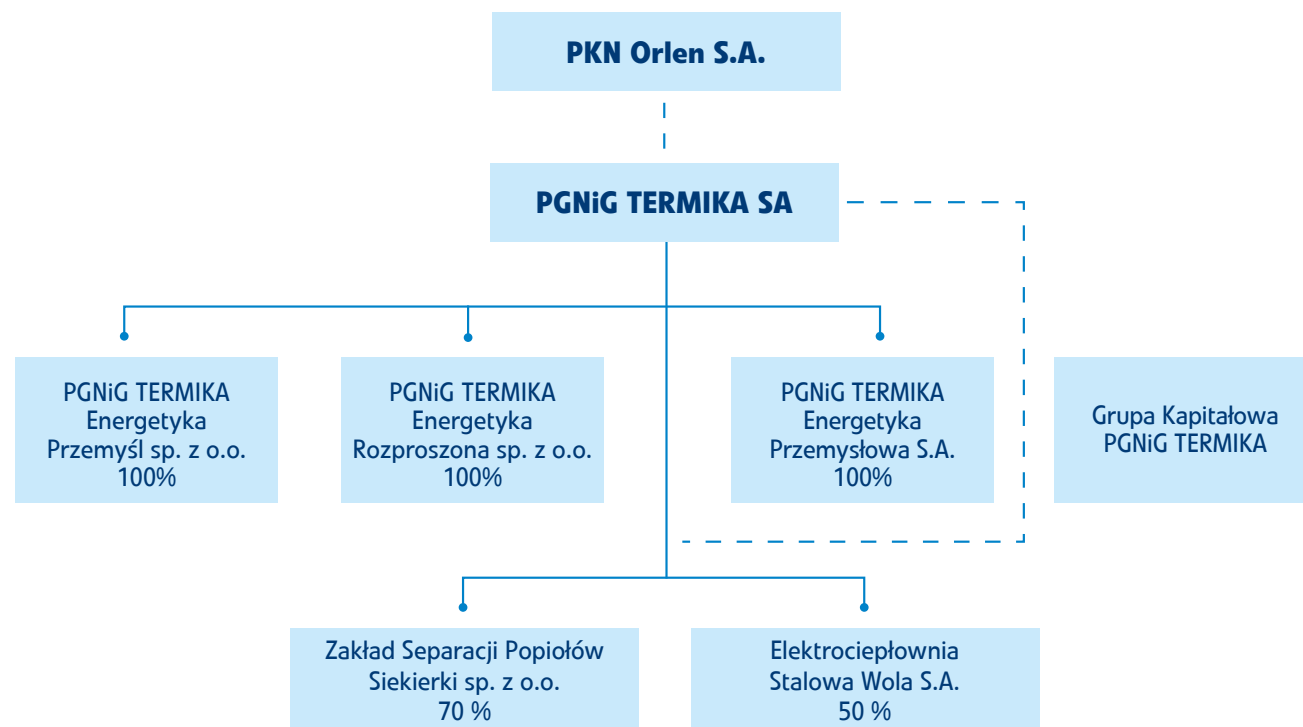 PKN Orlen S.A.
PGNiG TERMIKA SA
PGNiG TERMIKA
Energetyka
Przemyśl sp. z o.o.
100%
PGNiG TERMIKA
Energetyka
Rozproszona sp. z o.o.
100%
PGNiG TERMIKA
Energetyka
Przemysłowa S.A.
100%
Grupa Kapitałowa
PGNiG TERMIKA
Zakład Separacji Popiołów
Siekierki sp. z o.o.
70 %
Elektrociepłownia
Stalowa Wola S.A.
50 %